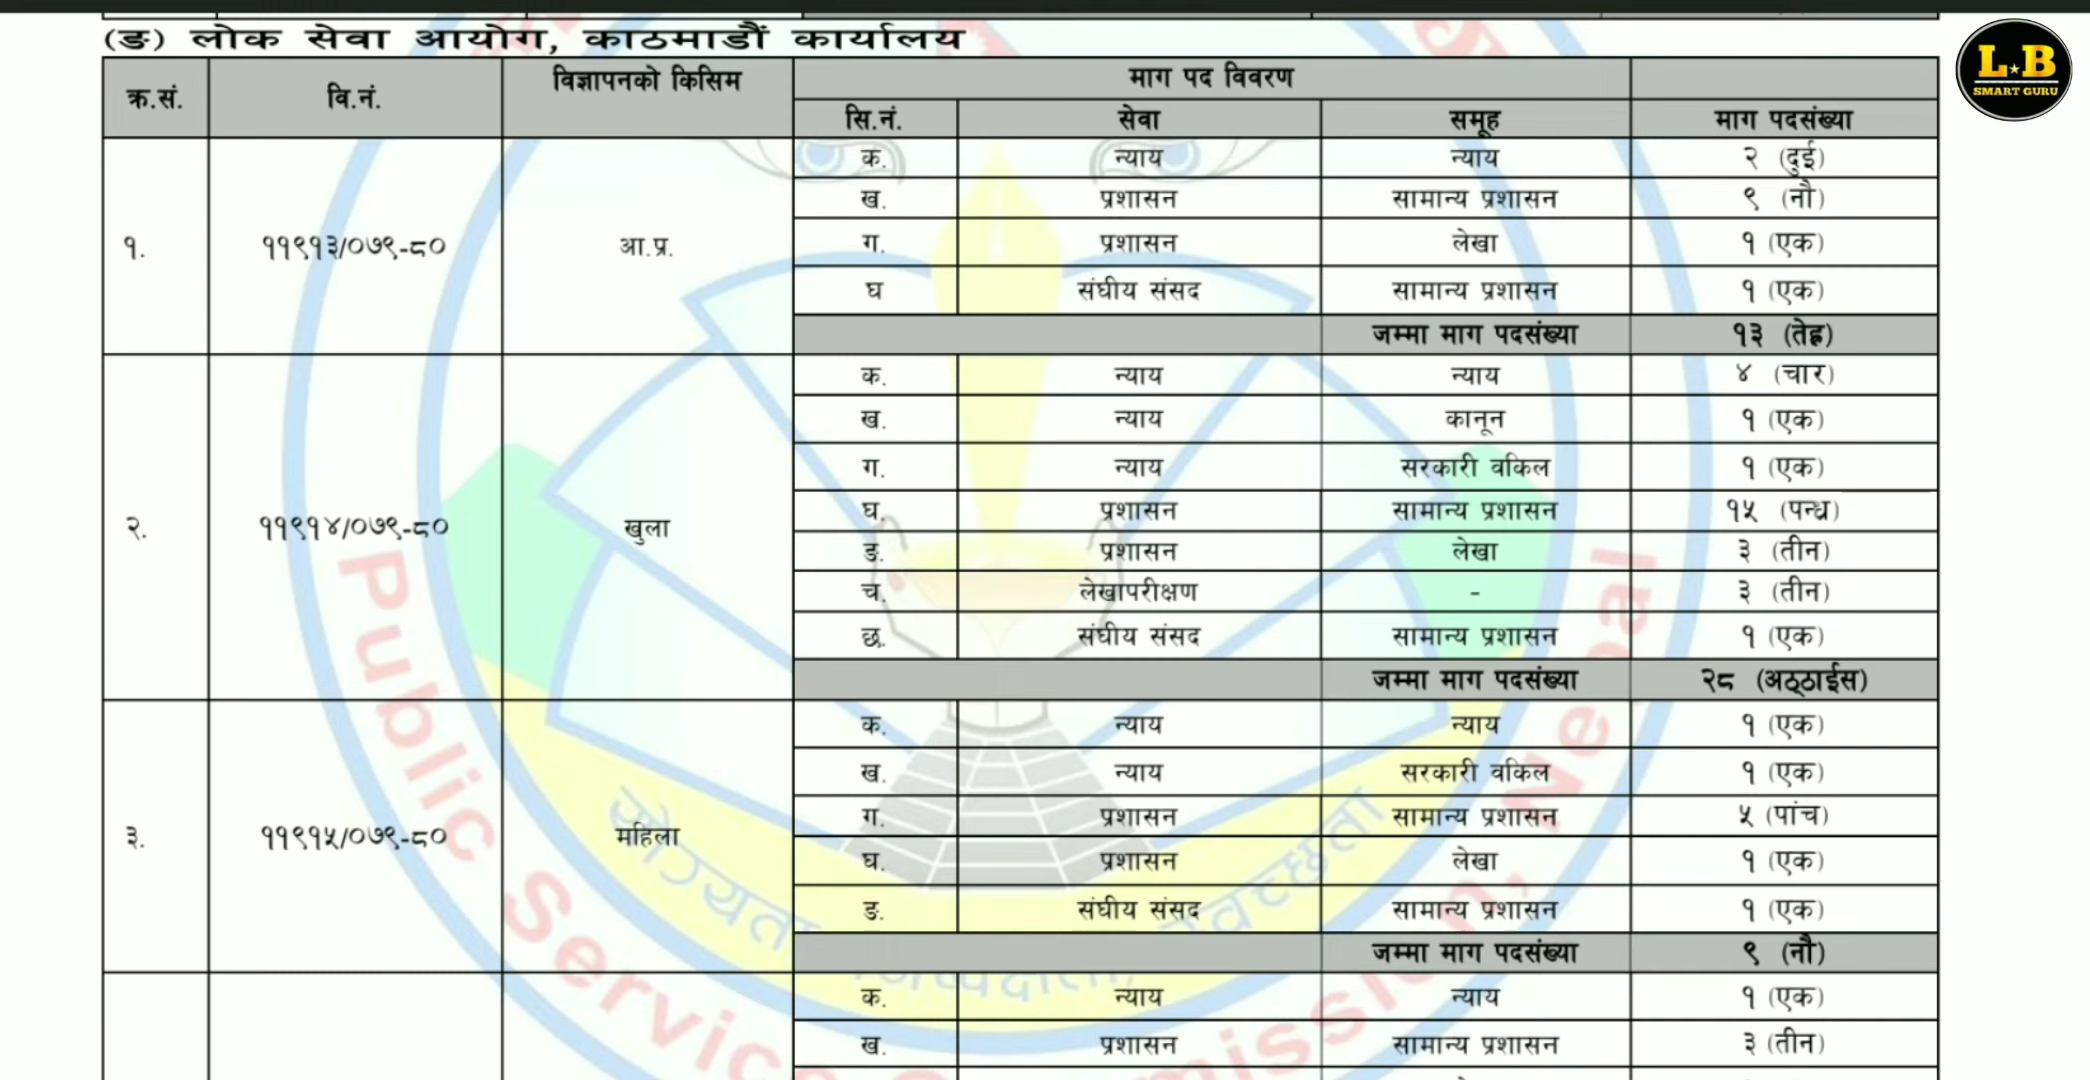 (ङ) लोक सेवा आयोग, काठमाडौं कार्यालय
L★B
SMART GURU
क्र.सं. वि.नं. विज्ञापनको किसिम माग पद विवरण
सि.नं. सेवा समूह माग पदसंख्या
क. न्याय न्याय २ (दुई)
ख. प्रशासन सामान्य प्रशासन ९ (नौ)
१. ११९१३/०७९-८० आ.प्र. ग. प्रशासन लेखा १ (एक)
घ संघीय संसद सामान्य प्रशासन १ (एक)
जम्मा माग पदसंख्या १३ (तेह्र)
क. न्याय न्याय ४ (चार)
ख. न्याय कानून १ (एक)
ग. न्याय सरकारी वकिल १ (एक)
२. ११९१४/०७९-८० खुला घ. प्रशासन सामान्य प्रशासन १५ (पन्ध्र)
ङ. प्रशासन लेखा ३ (तीन)
च. लेखापरीक्षण - ३ (तीन)
छ. संघीय संसद सामान्य प्रशासन १ (एक)
जम्मा माग पदसंख्या २८ (अठ्ठाईस)
क. न्याय न्याय १ (एक)
ख. न्याय सरकारी वकिल १ (एक)
३. ११९१५/०७९-८० महिला ग. प्रशासन सामान्य प्रशासन ५ (पांच)
घ. प्रशासन लेखा १ (एक)
ङ. संघीय संसद सामान्य प्रशासन १ (एक)
जम्मा माग पदसंख्या ९ (नौ)
क. न्याय न्याय १ (एक)
ख. प्रशासन सामान्य प्रशासन ३ (तीन)
Public Service Commission, Nepal